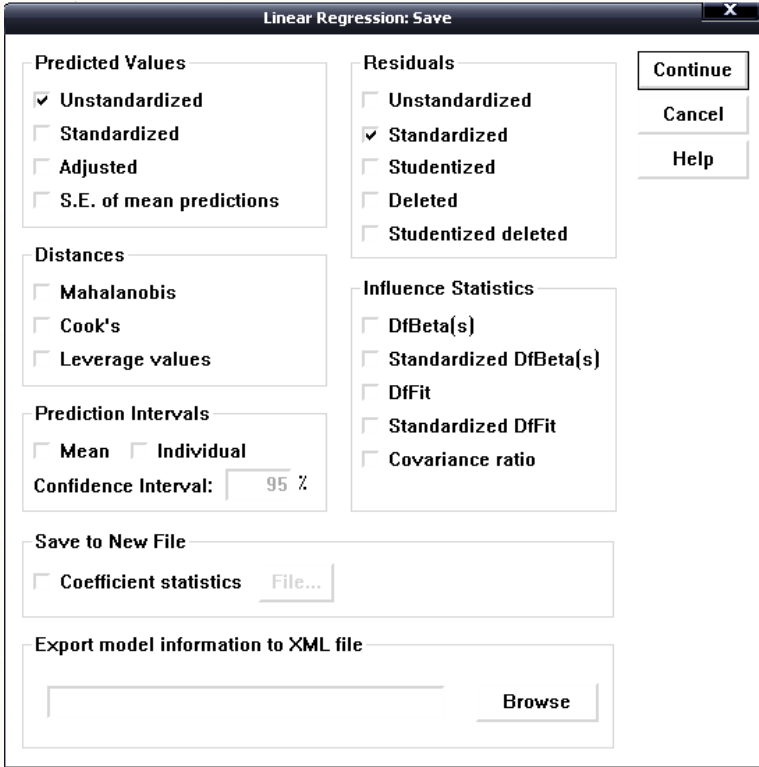 Linear Regression: Save
X
Predicted Values
Unstandardized
Standardized
Adjusted
S.E. of mean predictions
Distances
Mahalanobis
Cook's
Leverage values
Prediction Intervals
Mean Individual
Confidence Interval: 95 %
Residuals
Unstandardized
Standardized
Studentized
Deleted
Studentized deleted
Influence Statistics
DfBeta(s)
Standardized DfBeta(s)
DfFit
Standardized DfFit
Covariance ratio
Continue
Cancel
Help
Save to New File
Coefficient statistics File...
Export model information to XML file
Browse